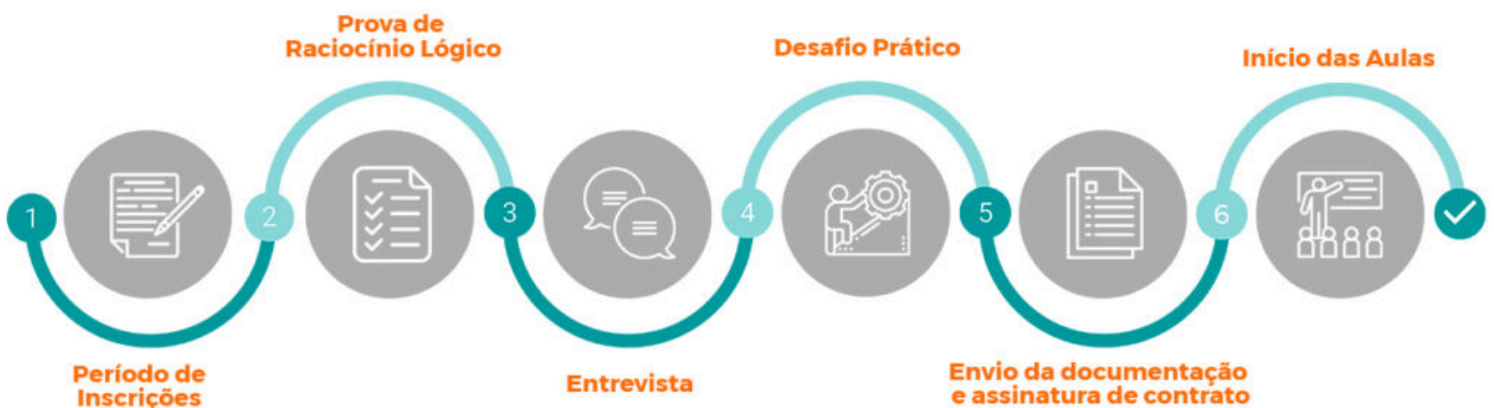 1
Período de
Inscrições
2
Prova de
Raciocínio Lógico
3
Entrevista
4
Desafio Prático
5
Envio da documentação
e assinatura de contrato
6
Início das Aulas